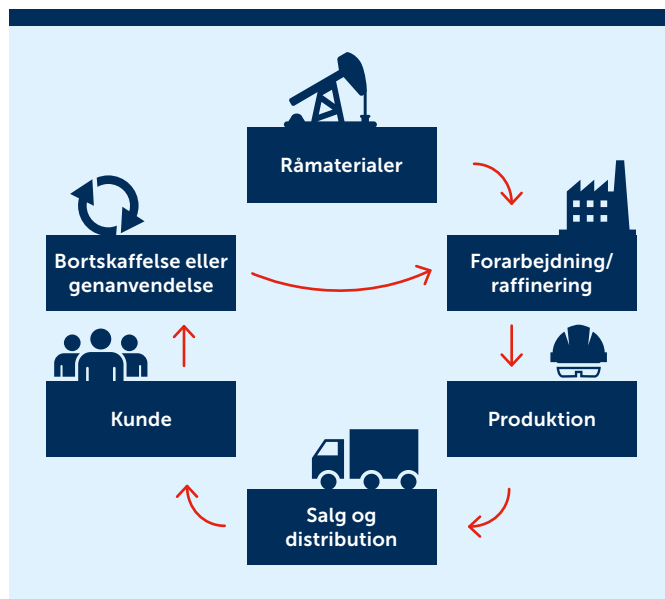 Råmaterialer
Forarbejdning/
raffinering
Produktion
Salg og
distribution
Kunde
Bortskaffelse eller
genanvendelse